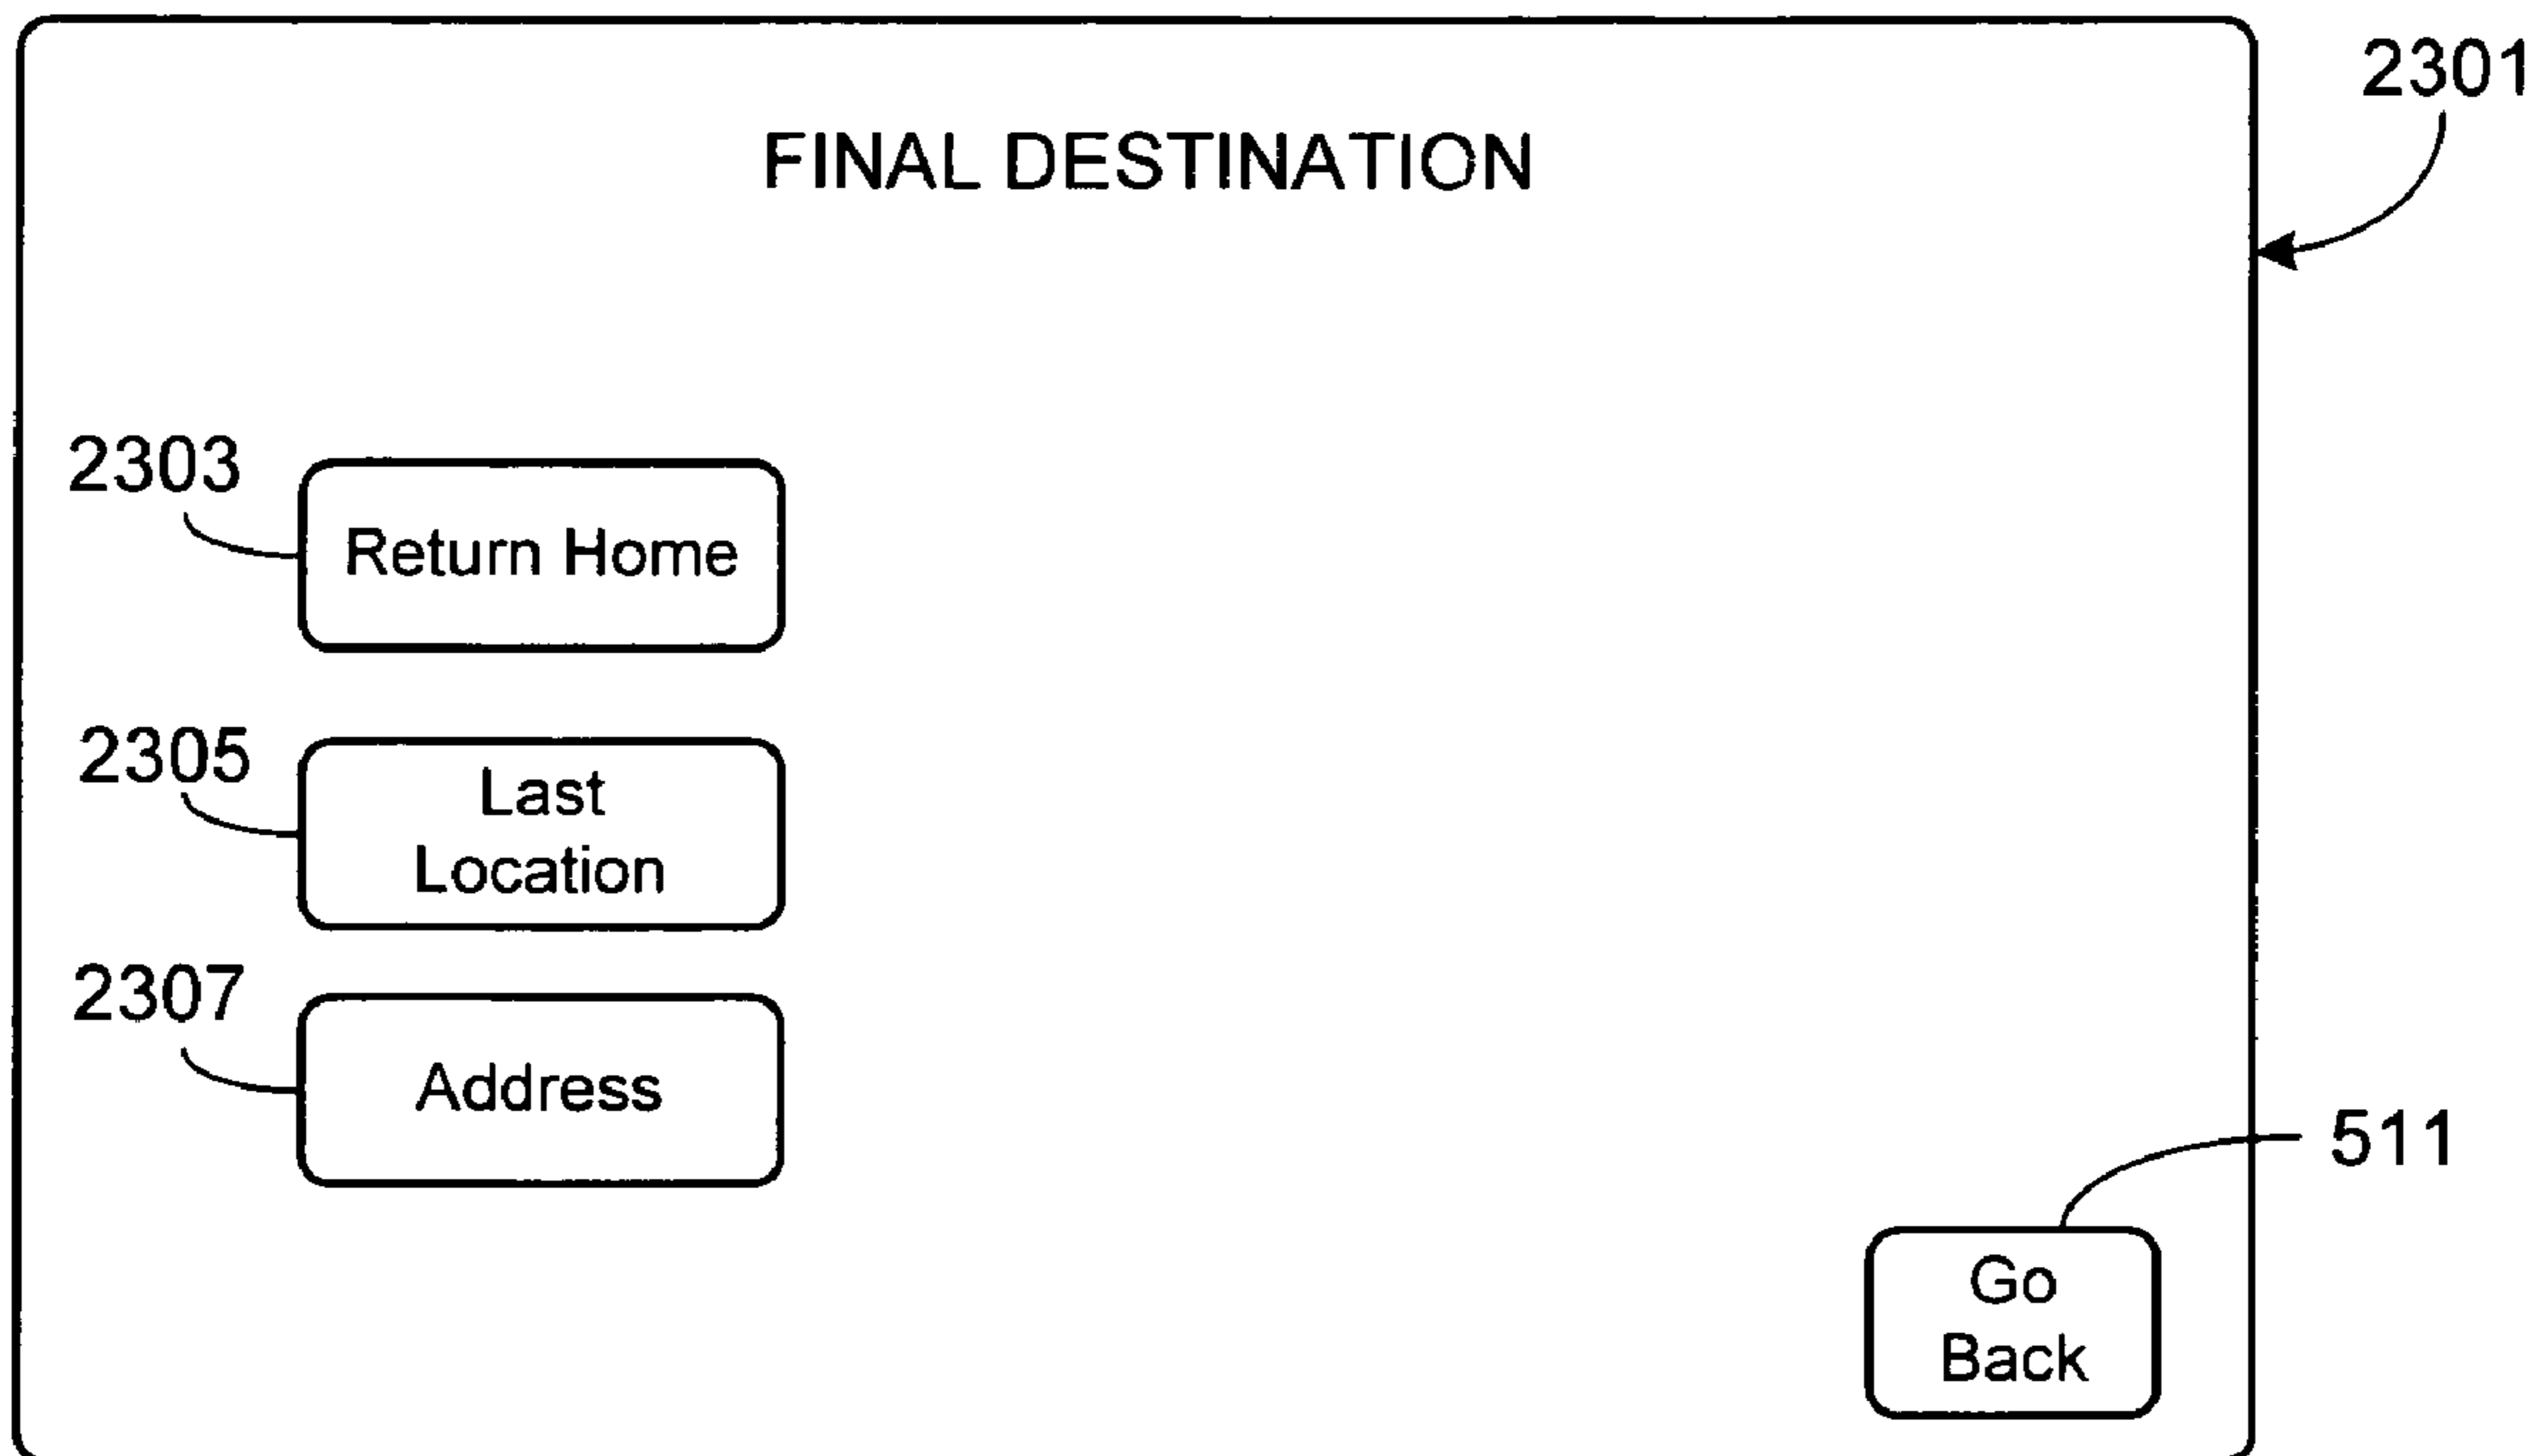 2301
FINAL DESTINATION
2303
Return Home
2305
Last
Location
2307
Address
511
Go
Back